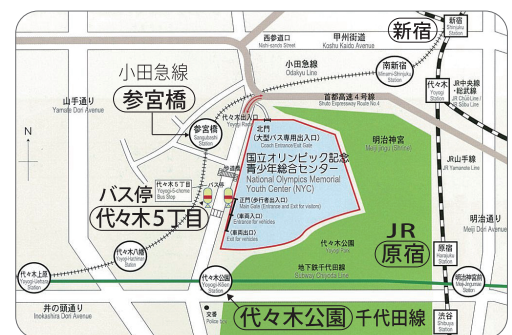 西参道口
Nishi-sando Street
甲州街道
Koshu Kaido Avenue
新宿
新宿
Shinjuku
Station
小田急線
Odakyu Line
南新宿
Minami-Shinjuku
Station
代々木
Yoyogi
Station
JR中央線
・総武線
JR Chuo Line /
JR Sobu Line
小田急線
参宮橋
首都高速4号線
Shuto Expressway Route No.4
山手通り
Yamate Dori Avenue
代々木出入口
参宮橋
Sangubashi
Station
北門
(大型バス専用出入口)
Coach Entrance/Exit Gate
明治神宮
Meiji Jingu (Shrine)
国立オリンピック記念
青少年総合センター
National Olympics Memorial
Youth Center (NYC)
JR山手線
JR Yamanote Line
N
歩道橋
バス停
代々木5丁目
バス停
代々木5丁目
Yoyogi-5-chome
Bus Stop
正門(歩行者出入口)
Main Gate (Entrance and Exit for visitors)
(車両入口)
Entrance for vehicles
(車両出口)
Exit for vehicles
明治通り
Meiji Dori Avenue
JR
原宿
代々木公園
Yoyogi Park
原宿
Harajuku
Station
代々木八幡
Yoyogi-Hachiman
Station
代々木上原
Yoyogi-Uehara
Station
代々木公園
Yoyogi-Koen
Station
地下鉄千代田線
Subway Chiyoda Line
明治神宮前
Meiji-Jingumae
Station
井の頭通り
Inokashira Dori Avenue
交番
代々木公園 千代田線
渋谷
Shibuya
Station